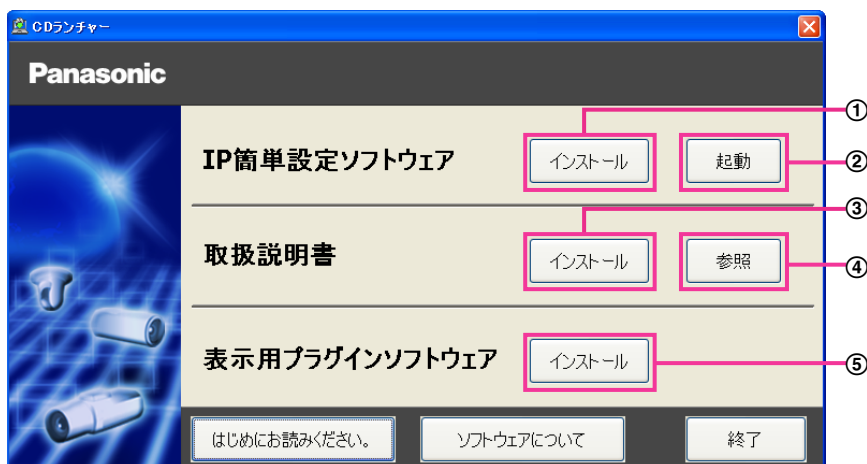 CDランチャー
Panasonic
IP簡単設定ソフトウェア
インストール
起動
①
②
取扱説明書
インストール
参照
③
④
表示用プラグインソフトウェア
インストール
⑤
はじめにお読みください。
ソフトウェアについて
終了